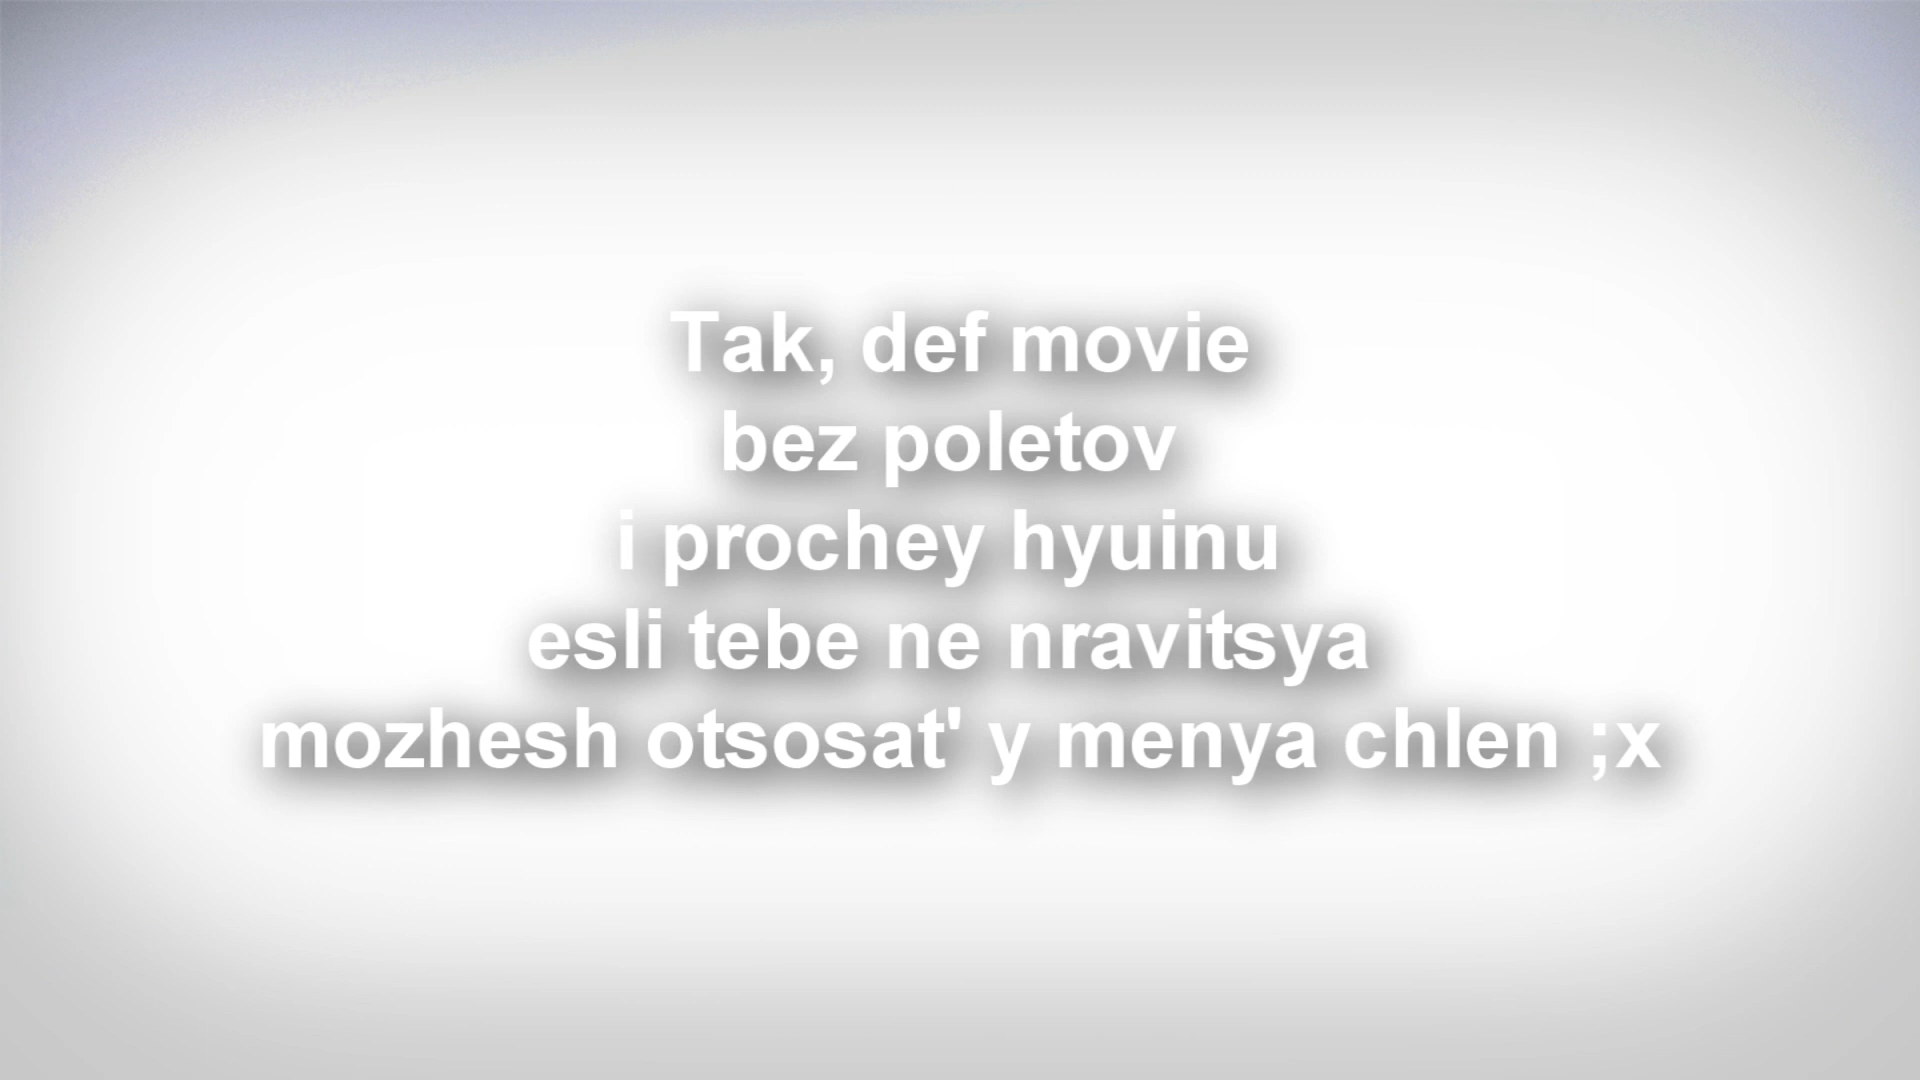 Tak, def movie
bez poletov
i prochey hyuinu
esli tebe ne nravitsya
mozhesh otsosat' y menya chlen ;x